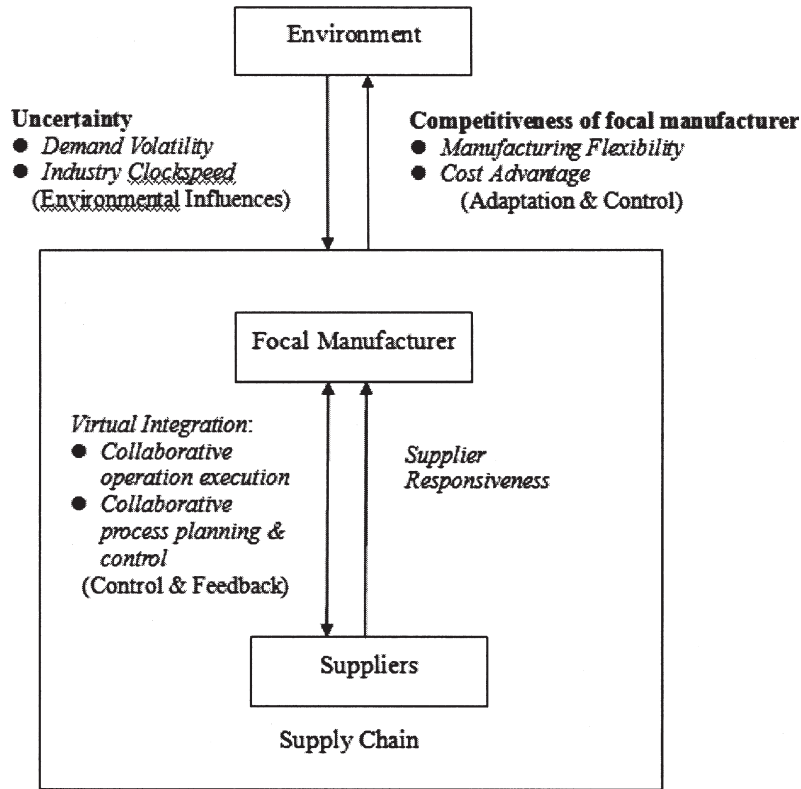 Environment
Uncertainty
● Demand Volatility
● Industry Clockspeed
(Environmental Influences)
Competitiveness of focal manufacturer
● Manufacturing Flexibility
● Cost Advantage
(Adaptation & Control)
Focal Manufacturer
Virtual Integration:
● Collaborative
operation execution
● Collaborative
process planning &
control
(Control & Feedback)
Supplier
Responsiveness
Suppliers
Supply Chain